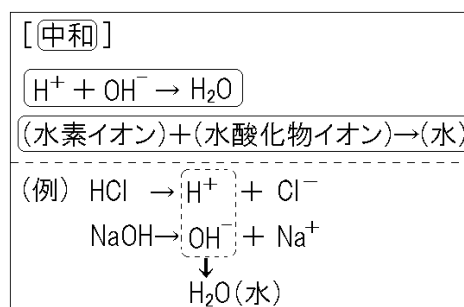 [中和]
H⁺ + OH⁻ → H₂O
(水素イオン)+(水酸化物イオン)→(水)
(例) HCl → H⁺ + Cl⁻
NaOH→ OH⁻ + Na⁺
↓
H₂O(水)